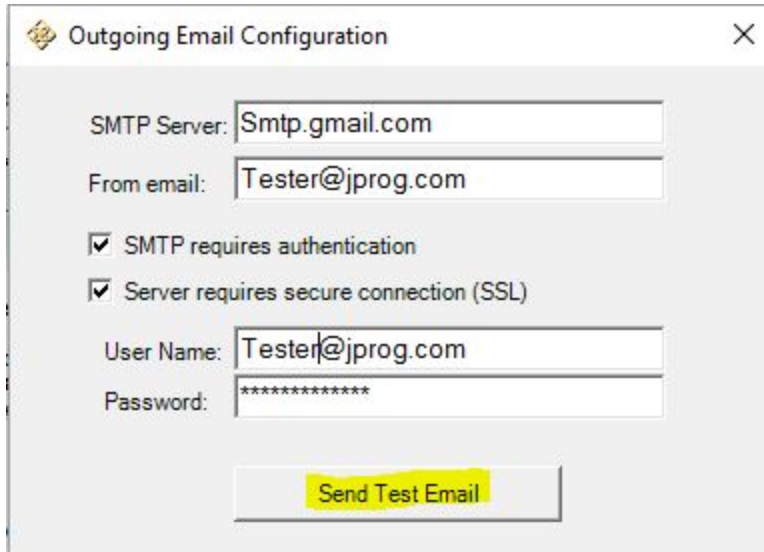 Outgoing Email Configuration
SMTP Server: Smtp.gmail.com
From email: Tester@jprog.com
SMTP requires authentication
Server requires secure connection (SSL)
User Name: Tester@jprog.com
Password: *************
Send Test Email